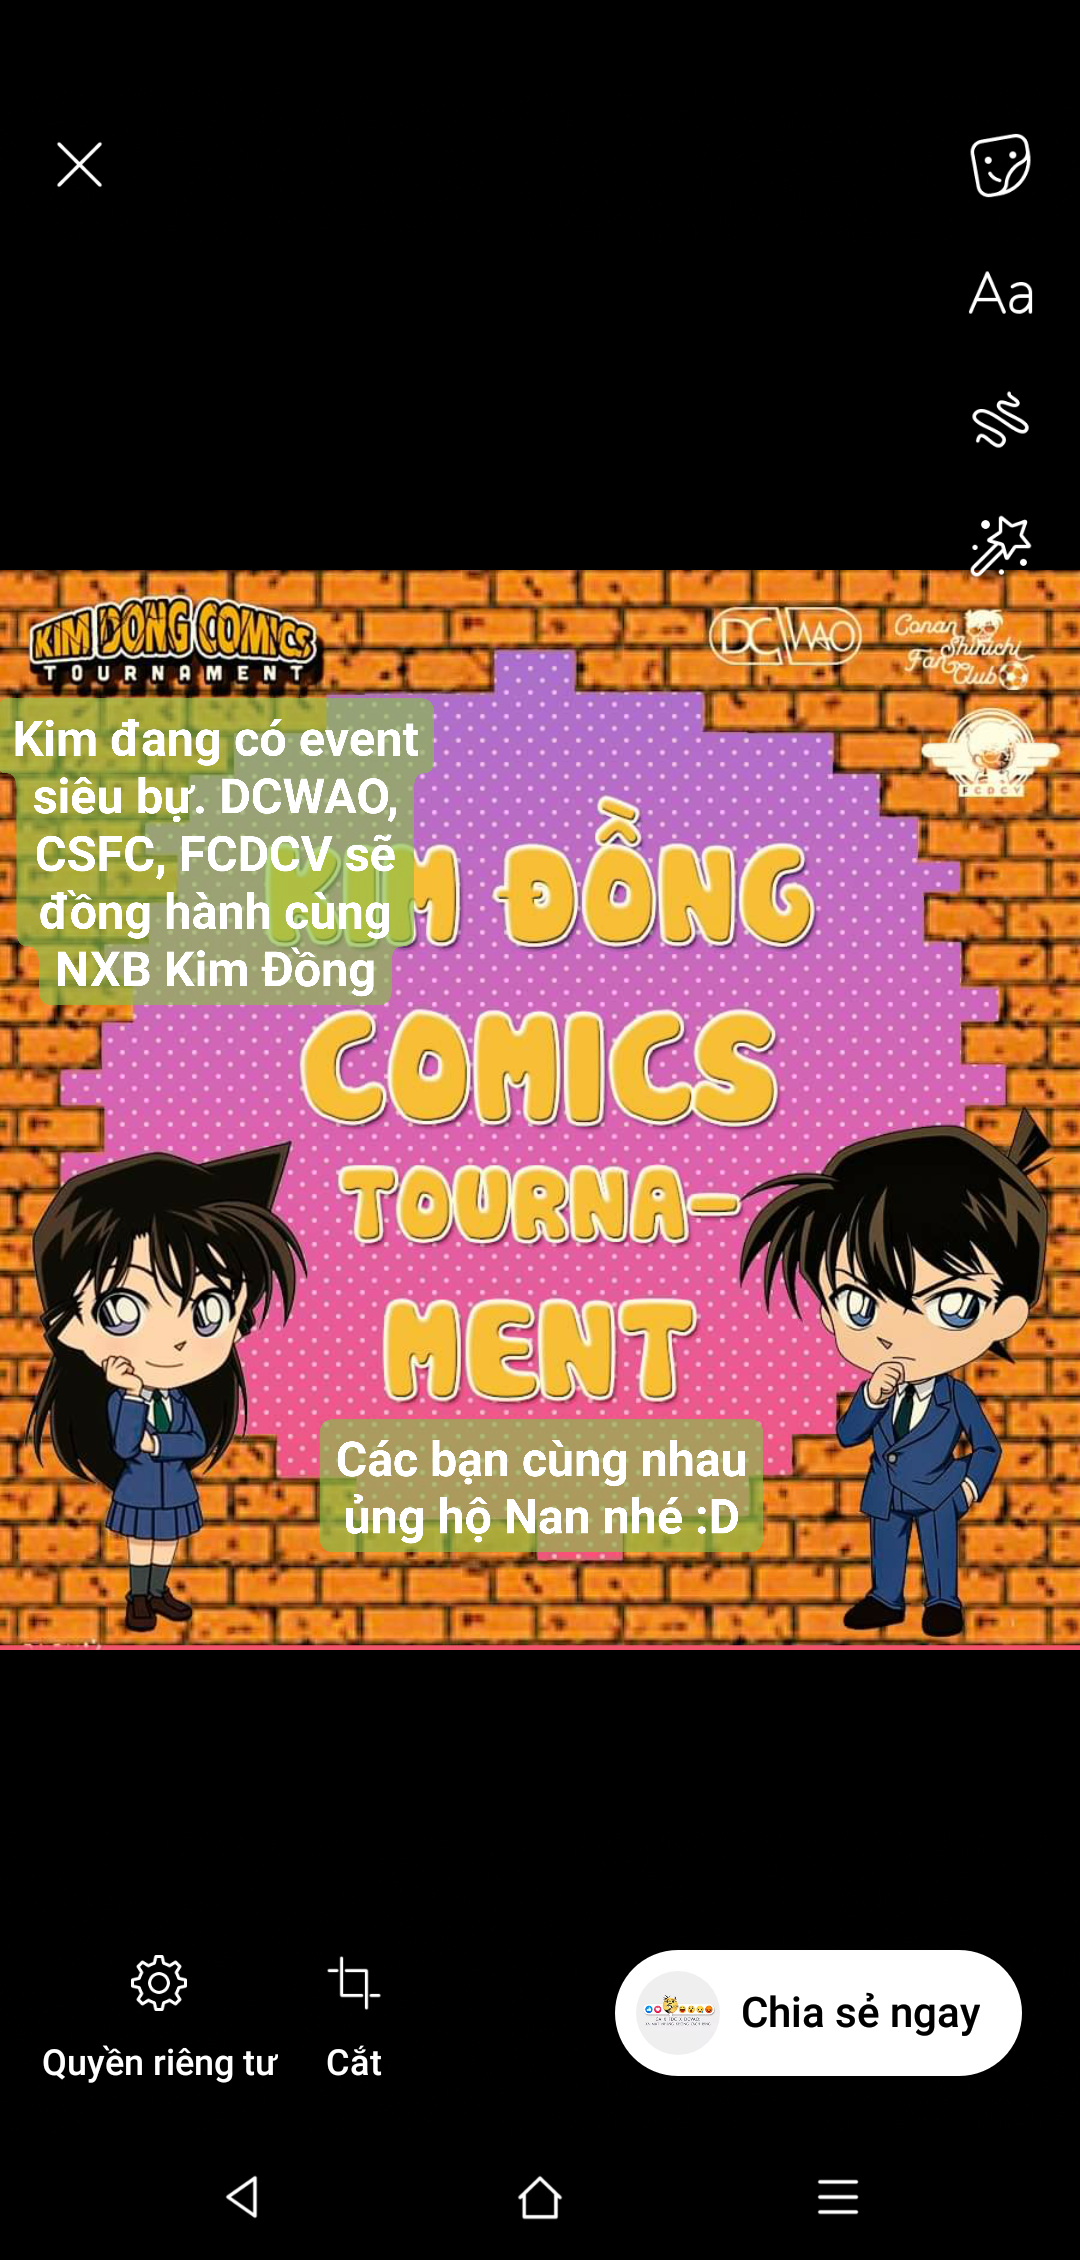 Aa
KIM DONG COMICS
TOURNAMENT
DCWAO
Conan
Shinichi
Fan Club
FCDCV
Kim đang có event
siêu bự. DCWAO,
CSFC, FCDCV sẽ
đồng hành cùng
NXB Kim Đồng
KIM ĐỒNG
COMICS
TOURNA-
MENT
Các bạn cùng nhau
ủng hộ Nan nhé :D
Quyền riêng tư
Cắt
Chia sẻ ngay